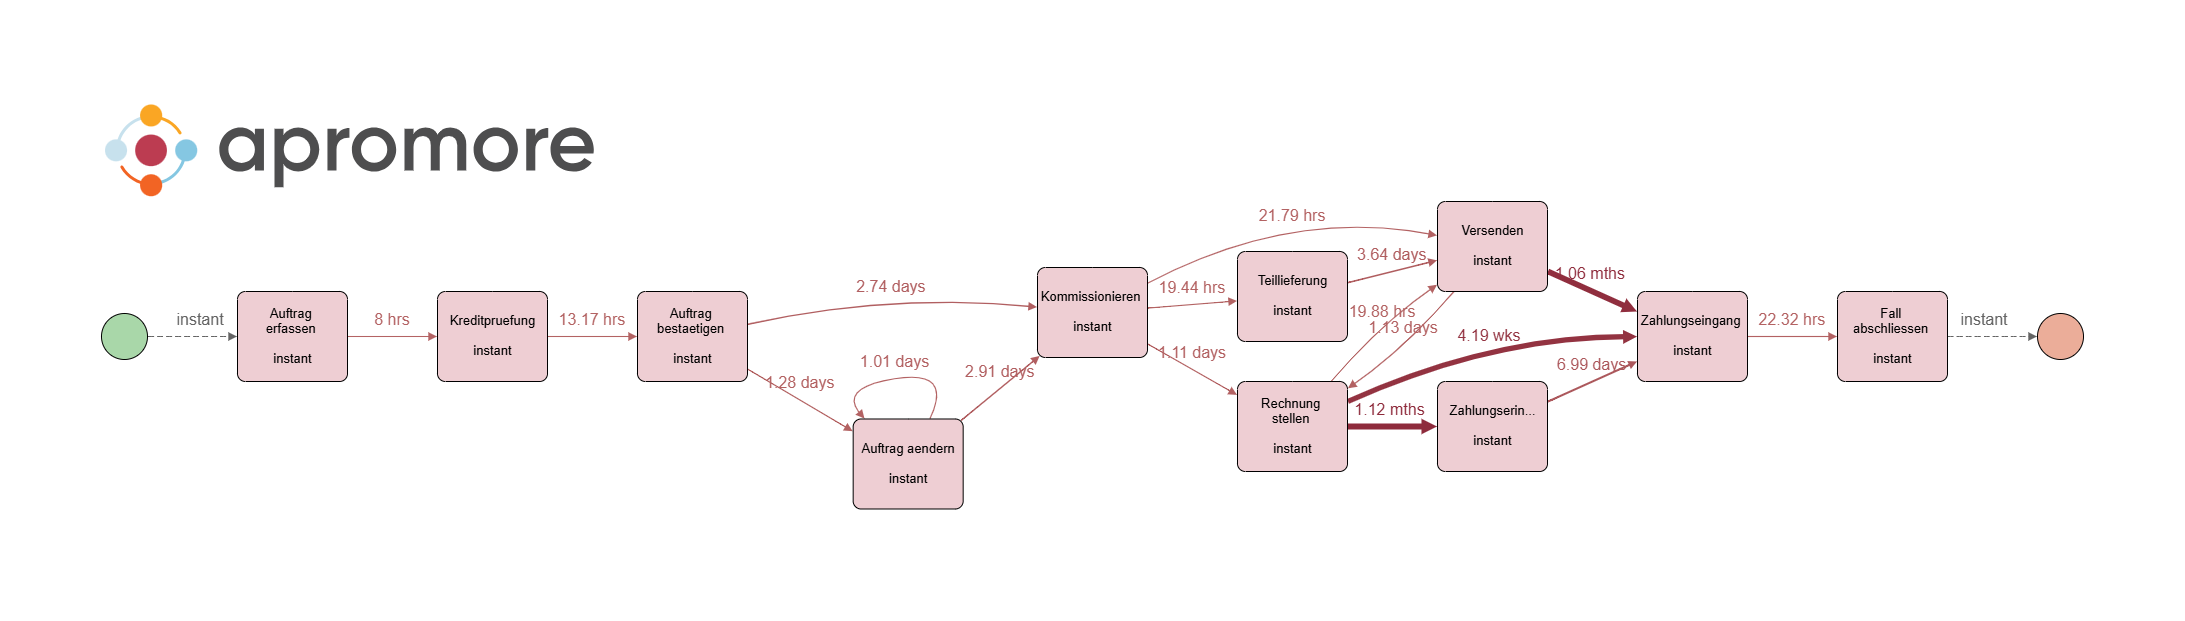 apromore
instant
Auftrag
erfassen
instant
8 hrs
Kreditpruefung
instant
13.17 hrs
Auftrag
bestaetigen
instant
2.74 days
1.28 days
1.01 days
Auftrag aendern
instant
2.91 days
Kommissionieren
instant
21.79 hrs
19.44 hrs
1.11 days
Teillieferung
instant
3.64 days
19.88 hrs
1.13 days
Rechnung
stellen
instant
Versenden
instant
1.06 mths
4.19 wks
1.12 mths
Zahlungserin...
instant
6.99 days
Zahlungseingang
instant
22.32 hrs
Fall
abschliessen
instant
instant